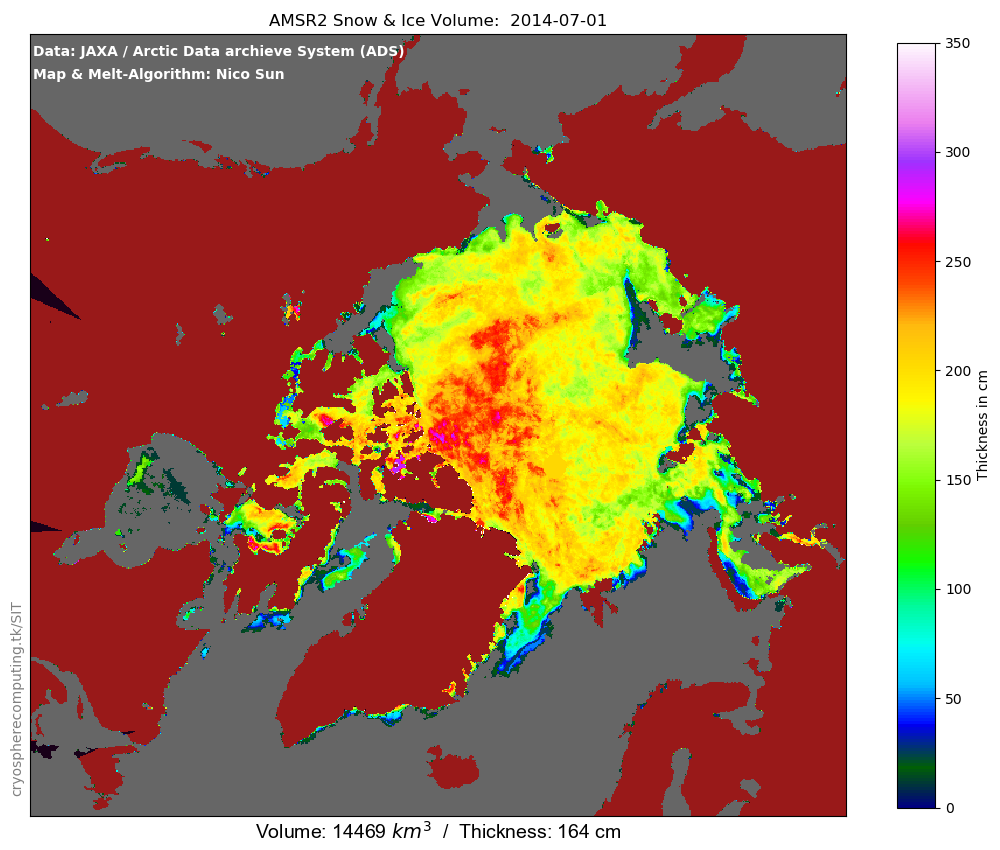 AMSR2 Snow & Ice Volume:  2014-07-01
Data: JAXA / Arctic Data archieve System (ADS)
Map & Melt-Algorithm: Nico Sun
350
300
250
200
150
100
50
0
Thickness in cm
cryospherecomputing.tk/SIT
Volume: 14469 km³  /  Thickness: 164 cm